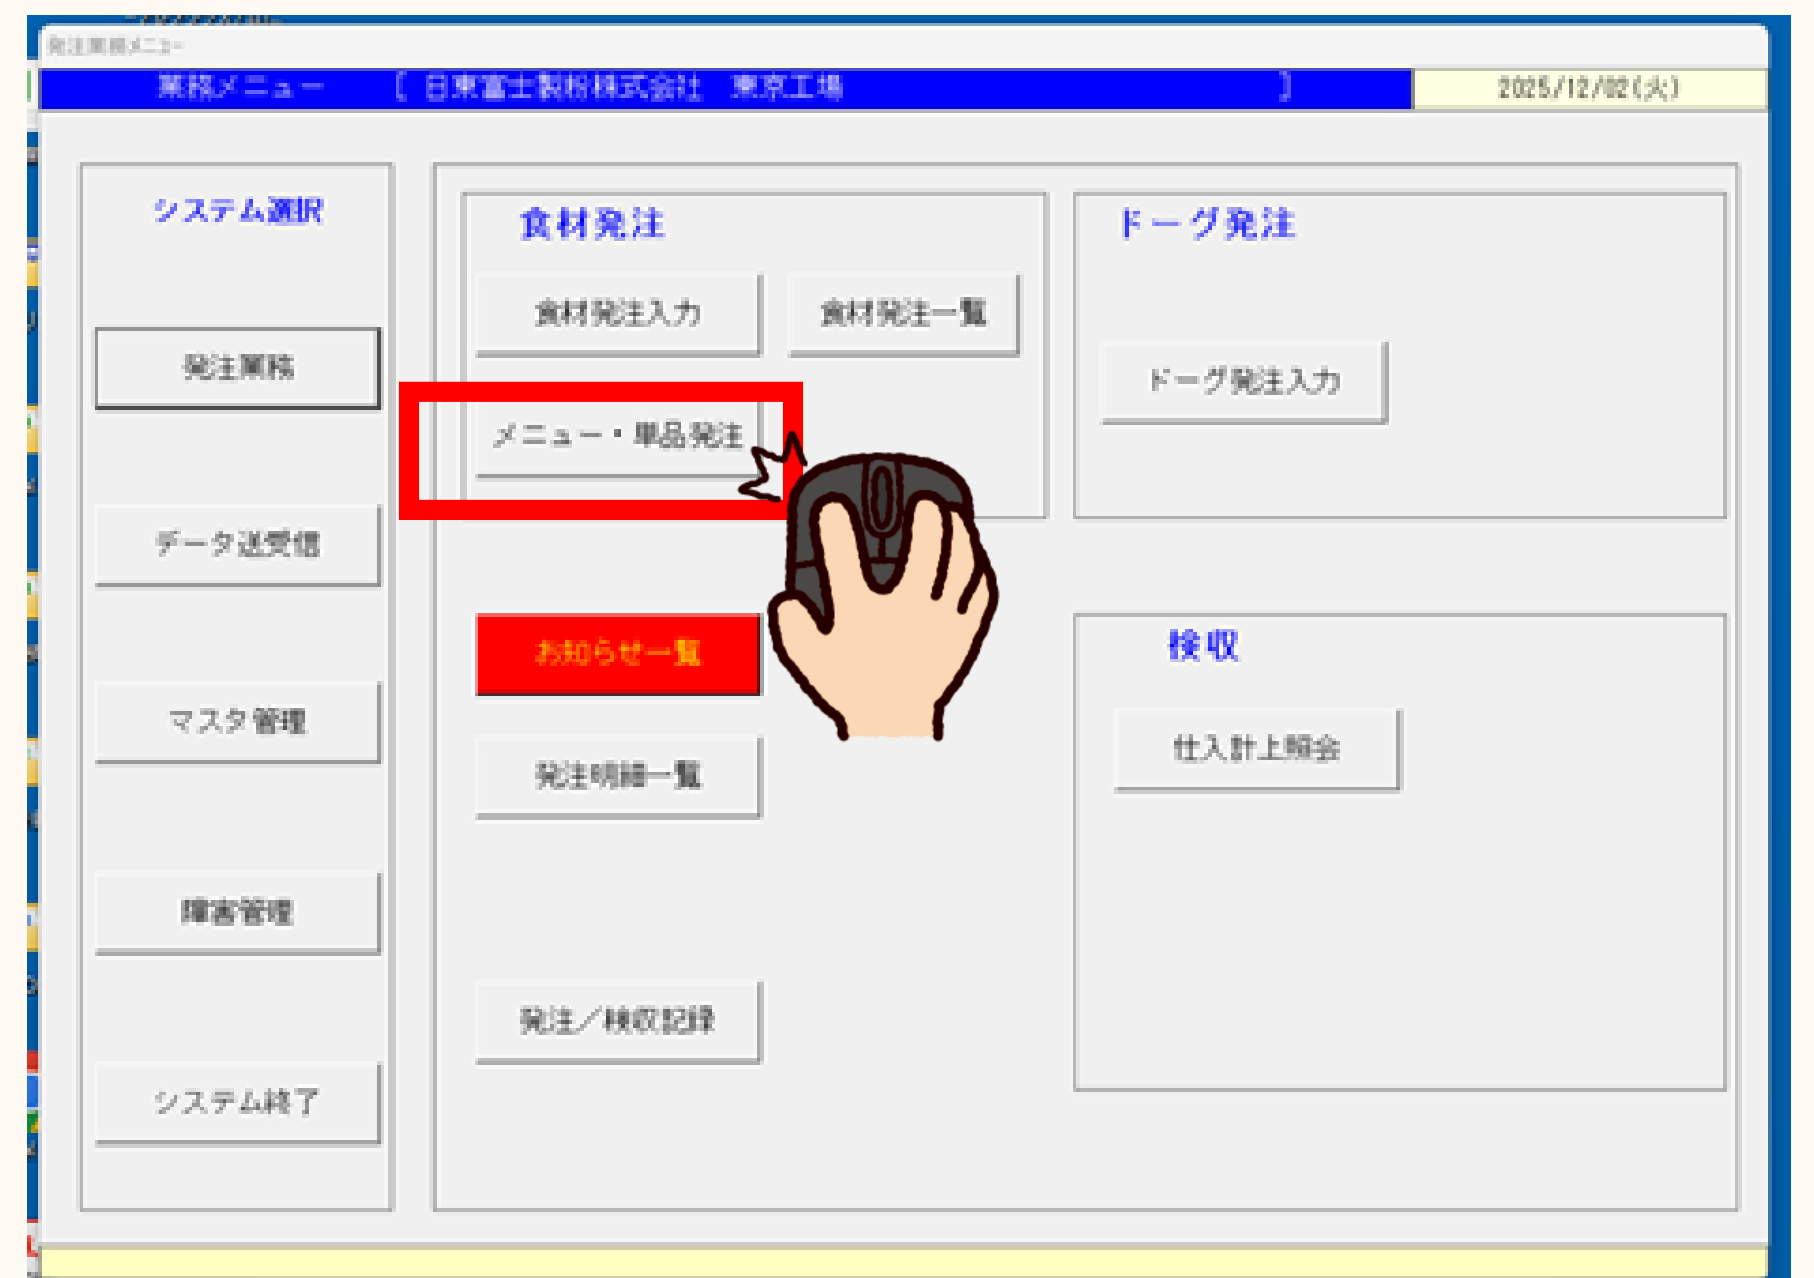 発注業務メニュー
業務メニュー [ 日東富士製粉株式会社 東京工場 ] 2025/12/02(火)
システム選択
発注業務
データ送受信
マスタ管理
障害管理
システム終了
食材発注
食材発注入力 食材発注一覧
メニュー・単品発注
お知らせ一覧
発注明細一覧
発注／検収記録
ドーグ発注
ドーグ発注入力
検収
仕入計上照会